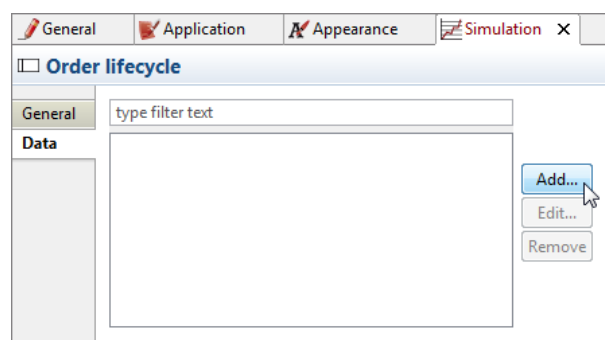 General Application Appearance Simulation
Order lifecycle
General
type filter text
Data
Add...
Edit...
Remove